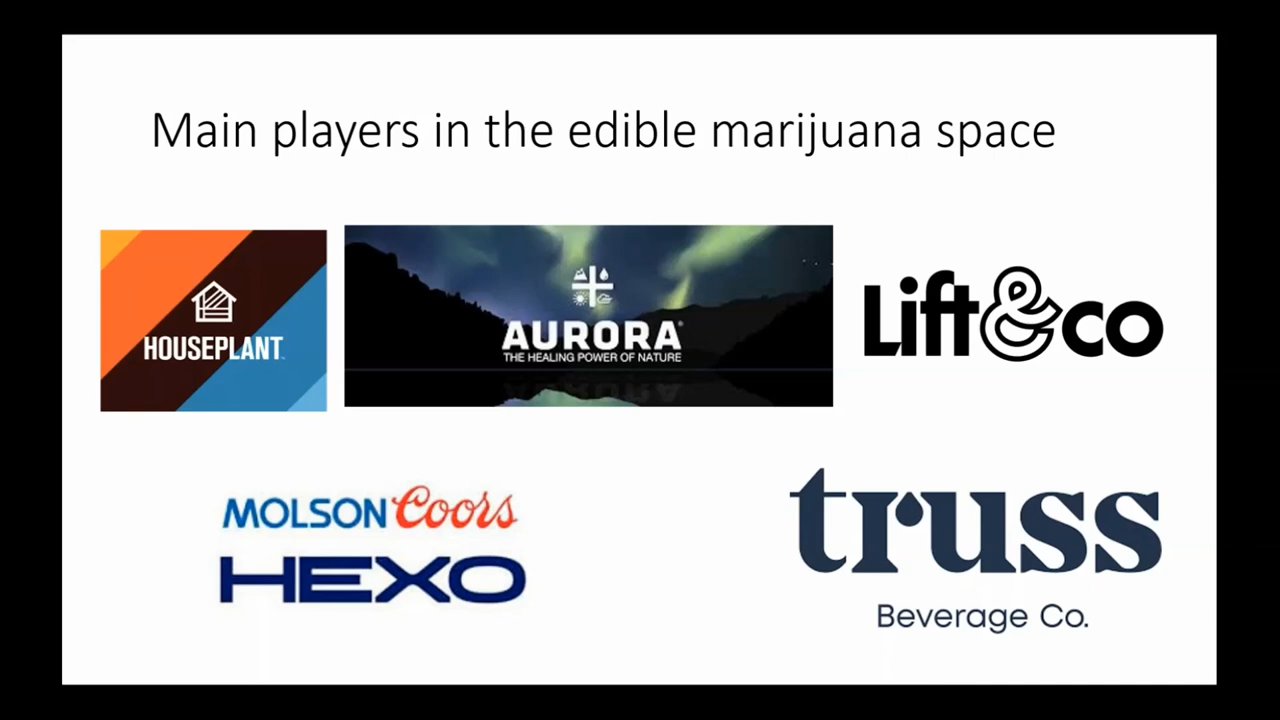 Main players in the edible marijuana space
HOUSEPLANT
AURORA
THE HEALING POWER OF NATURE
Lift&co
MOLSON Coors
HEXO
truss
Beverage Co.